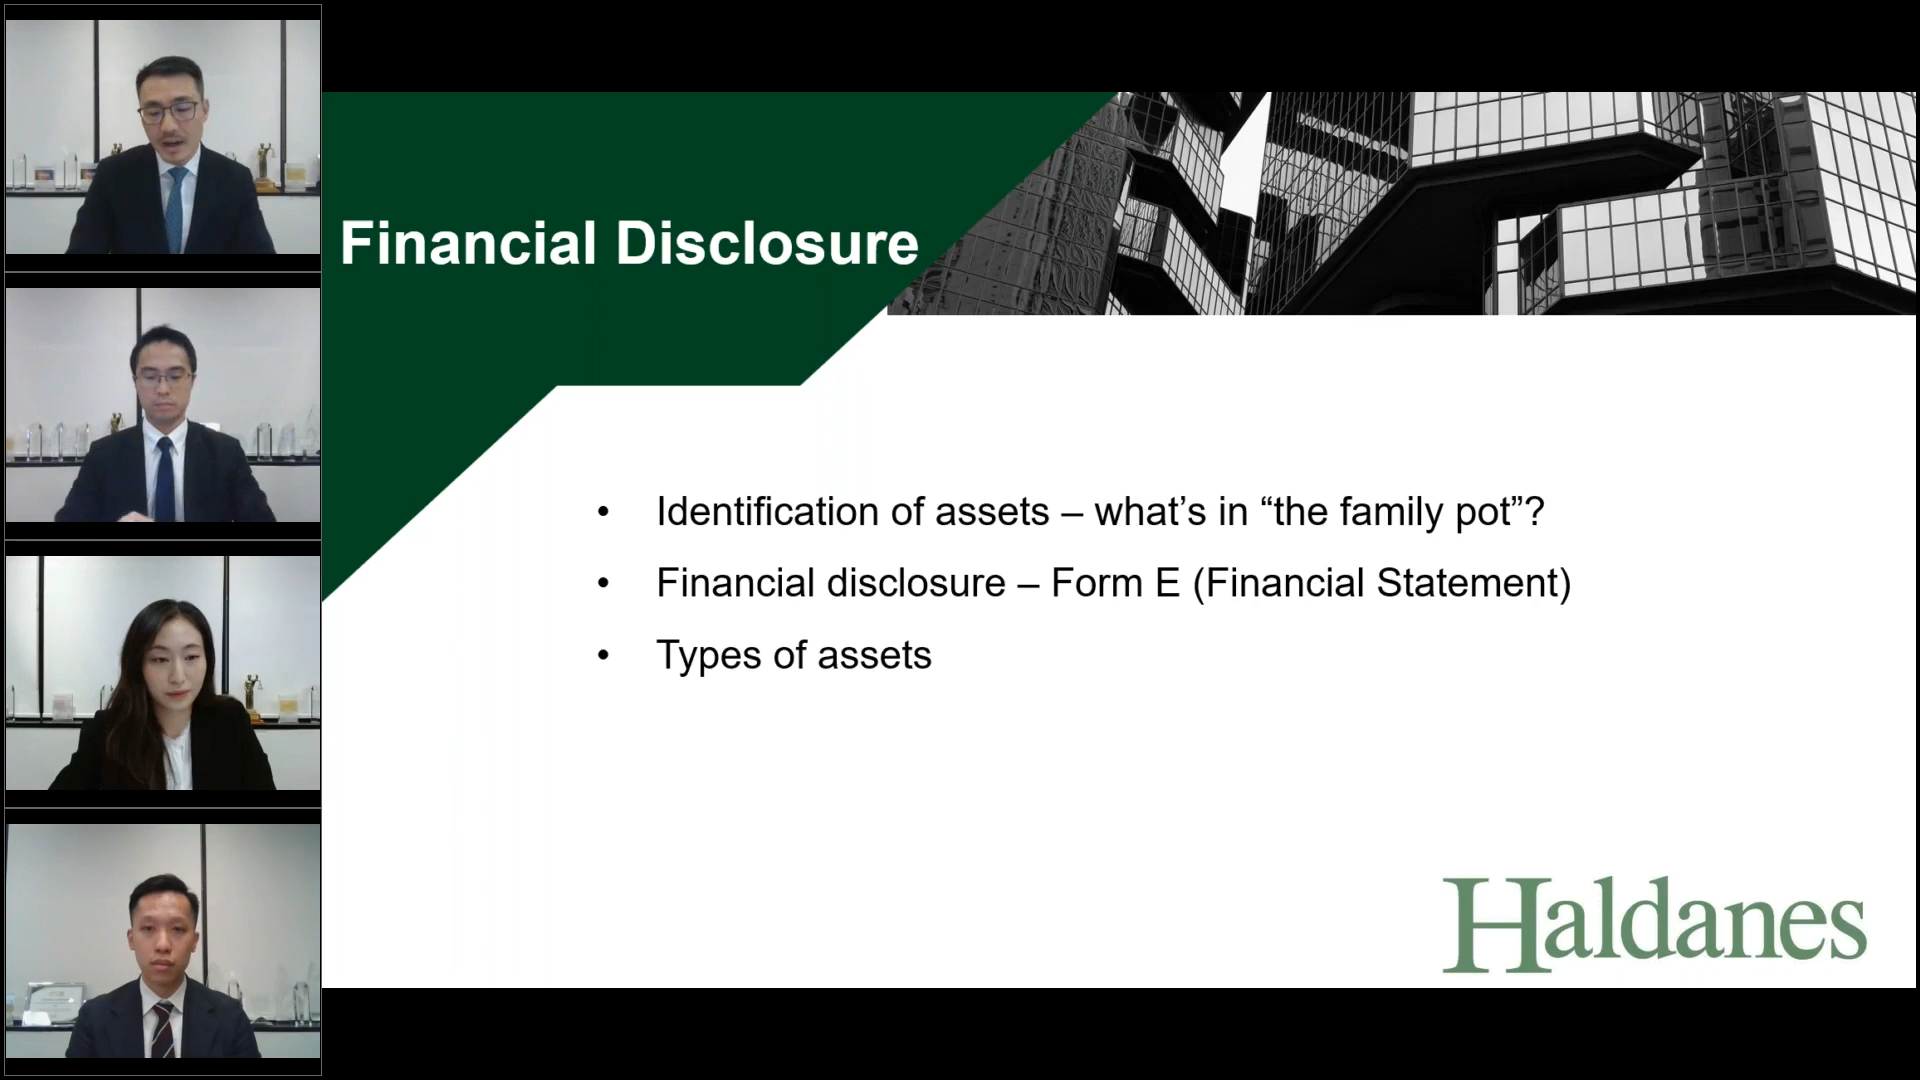 Financial Disclosure
• Identification of assets – what’s in “the family pot”?
• Financial disclosure – Form E (Financial Statement)
• Types of assets
Haldanes